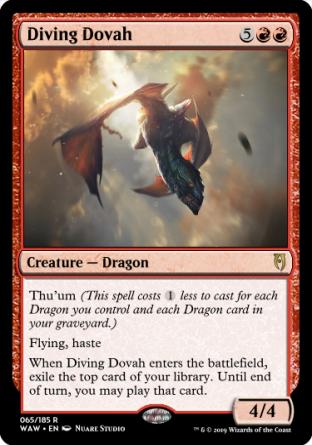 Diving Dovah 5
Creature — Dragon
Thu'um (This spell costs 1 less to cast for each
Dragon you control and each Dragon card in
your graveyard.)
Flying, haste
When Diving Dovah enters the battlefield,
exile the top card of your library. Until end
of turn, you may play that card.
4/4
065/185 R
WAW • EN NUARE STUDIO
™ & © 2019 Wizards of the Coast